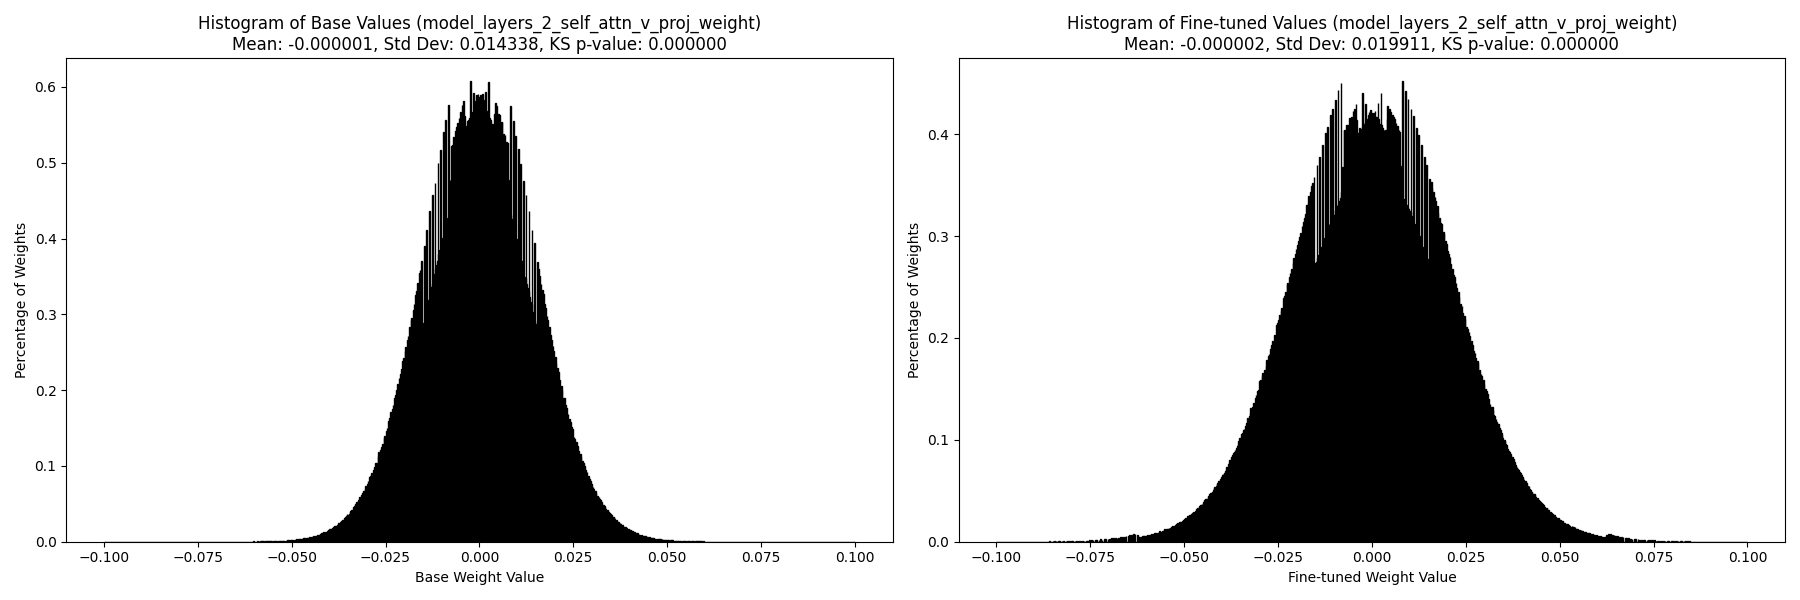 Histogram of Base Values (model_layers_2_self_attn_v_proj_weight)
Mean: -0.000001, Std Dev: 0.014338, KS p-value: 0.000000
Percentage of Weights
0.6
0.5
0.4
0.3
0.2
0.1
0.0
−0.100 −0.075 −0.050 −0.025 0.000 0.025 0.050 0.075 0.100
Base Weight Value
Histogram of Fine-tuned Values (model_layers_2_self_attn_v_proj_weight)
Mean: -0.000002, Std Dev: 0.019911, KS p-value: 0.000000
Percentage of Weights
0.4
0.3
0.2
0.1
0.0
−0.100 −0.075 −0.050 −0.025 0.000 0.025 0.050 0.075 0.100
Fine-tuned Weight Value